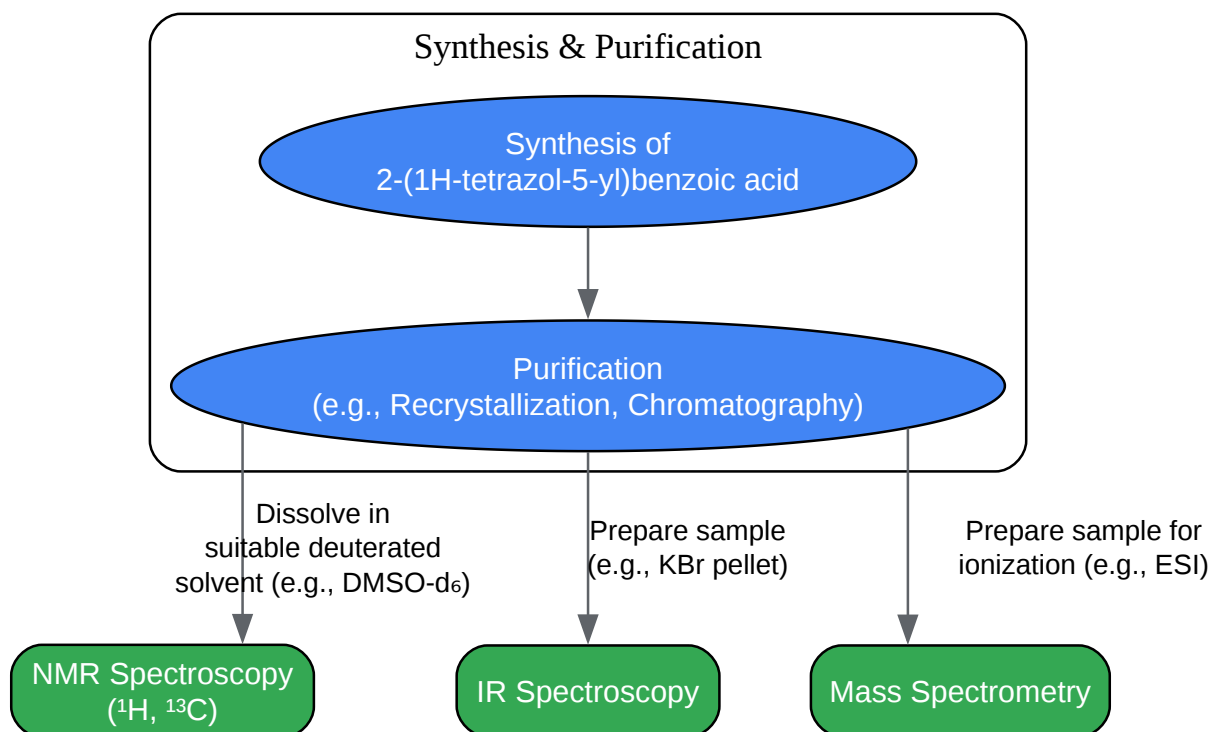 Synthesis & Purification
Synthesis of
2-(1H-tetrazol-5-yl)benzoic acid
Purification
(e.g., Recrystallization, Chromatography)
Dissolve in
suitable deuterated
solvent (e.g., DMSO-d₆)
Prepare sample
(e.g., KBr pellet)
Prepare sample for
ionization (e.g., ESI)
NMR Spectroscopy
(¹H, ¹³C)
IR Spectroscopy
Mass Spectrometry